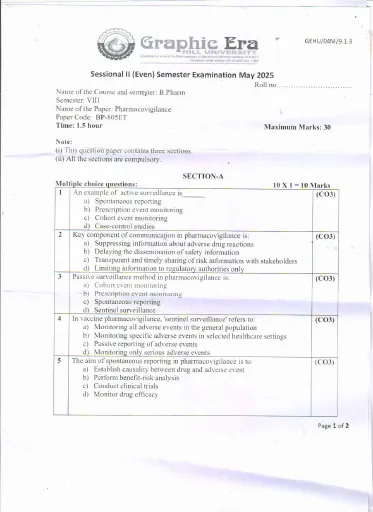 Graphic Era
HILL UNIVERSITY
GEHU/04M/9.1.3
Sessional II (Even) Semester Examination May 2025
Roll no
Name of the Course and semester: B.Pharm
Semester: VIII
Name of the Paper: Pharmacovigilance
Paper Code: BP-805ET
Time: 1.5 hour Maximum Marks: 30
Note:
(i) This question paper contains three sections.
(ii) All the sections are compulsory.
SECTION-A
Multiple choice questions: 10 X 1 = 10 Marks
1 An example of active surveillance is______ (CO3)
a) Spontaneous reporting
b) Prescription event monitoring
c) Cohort event monitoring
d) Case-control studies
2 Key component of communication in pharmacovigilance is: (CO3)
a) Suppressing information about adverse drug reactions
b) Delaying the dissemination of safety information
c) Transparent and timely sharing of risk information with stakeholders
d) Limiting information to regulatory authorities only
3 Passive surveillance method in pharmacovigilance is: (CO3)
a) Cohort event monitoring
b) Prescription event monitoring
c) Spontaneous reporting
d) Sentinel surveillance
4 In vaccine pharmacovigilance, 'sentinel surveillance' refers to: (CO3)
a) Monitoring all adverse events in the general population
b) Monitoring specific adverse events in selected healthcare settings
c) Passive reporting of adverse events
d) Monitoring only serious adverse events
5 The aim of spontaneous reporting in pharmacovigilance is to: (CO3)
a) Establish causality between drug and adverse event
b) Perform benefit-risk analysis
c) Conduct clinical trials
d) Monitor drug efficacy
Page 1 of 2